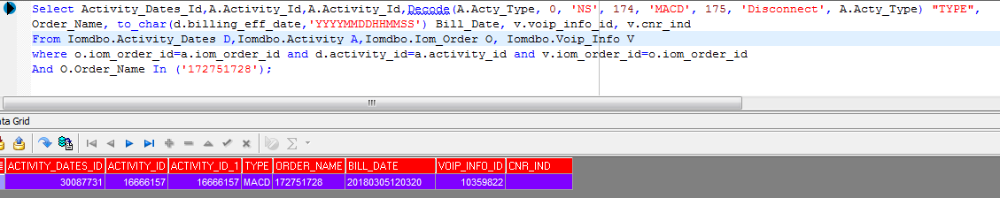 Select Activity_Dates_Id,A.Activity_Id,A.Activity_Id,Decode(A.Acty_Type, 0, 'NS', 174, 'MACD', 175, 'Disconnect', A.Acty_Type) "TYPE",
Order_Name, to_char(d.billing_eff_date,'YYYYMMDDHHMMSS') Bill_Date, v.voip_info_id, v.cnr_ind
From Iomdbo.Activity_Dates D,Iomdbo.Activity A,Iomdbo.Iom_Order O, Iomdbo.Voip_Info V
where o.iom_order_id=a.iom_order_id and d.activity_id=a.activity_id and v.iom_order_id=o.iom_order_id
And O.Order_Name In ('172751728');
ata Grid
ACTIVITY_DATES_ID ACTIVITY_ID ACTIVITY_ID_1 TYPE ORDER_NAME BILL_DATE VOIP_INFO_ID CNR_IND
30087731 16666157 16666157 MACD 172751728 20180305120320 10359822